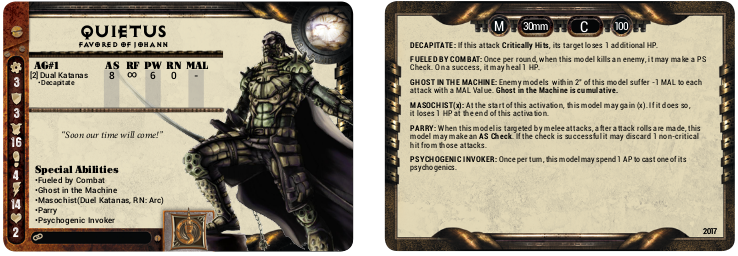 QUIETUS
FAVORED OF JOHANN
AG#1 AS RF PW RN MAL
[2] Dual Katanas 8 ∞ 6 0 -
•Decapitate
3
3
16
4
14
2
"Soon our time will come!"
Special Abilities
•Fueled by Combat
•Ghost in the Machine
•Masochist(Dual Katanas, RN: Arc)
•Parry
•Psychogenic Invoker
M 30mm C 100
DECAPITATE: If this attack Critically Hits, its target loses 1 additional HP.
FUELED BY COMBAT: Once per round, when this model kills an enemy, it may make a PS
Check. On a success, it may heal 1 HP.
GHOST IN THE MACHINE: Enemy models within 2" of this model suffer -1 MAL to each
attack with a MAL Value. Ghost in the Machine is cumulative.
MASOCHIST(x): At the start of this activation, this model may gain (x). If it does so,
it loses 1 HP at the end of this activation.
PARRY: When this model is targeted by melee attacks, after attack rolls are made, this
model may make an AS Check. If the check is successful it may discard 1 non-critical
hit from those attacks.
PSYCHOGENIC INVOKER: Once per turn, this model may spend 1 AP to cast one of its
psychogenics.
2017